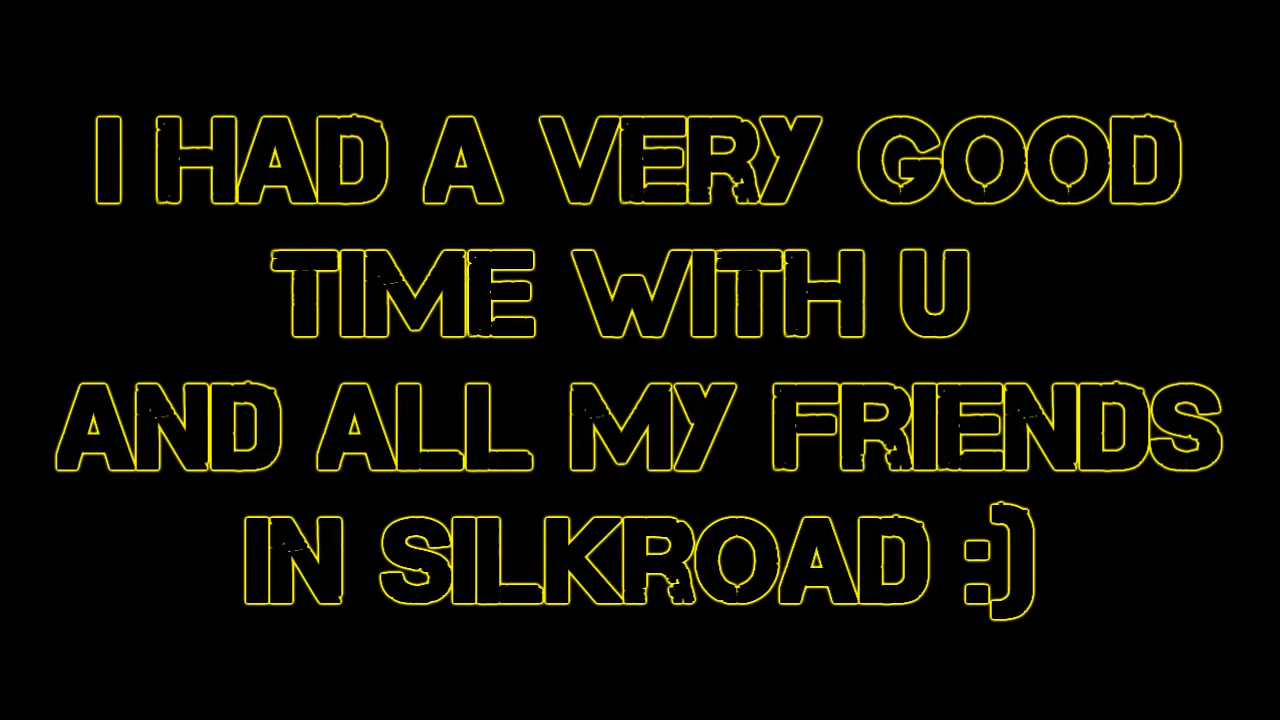 I HAD A VERY GOOD
TIME WITH U
AND ALL MY FRIENDS
IN SILKROAD :)